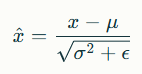 x̂ = (x − μ) / √(σ² + ϵ)